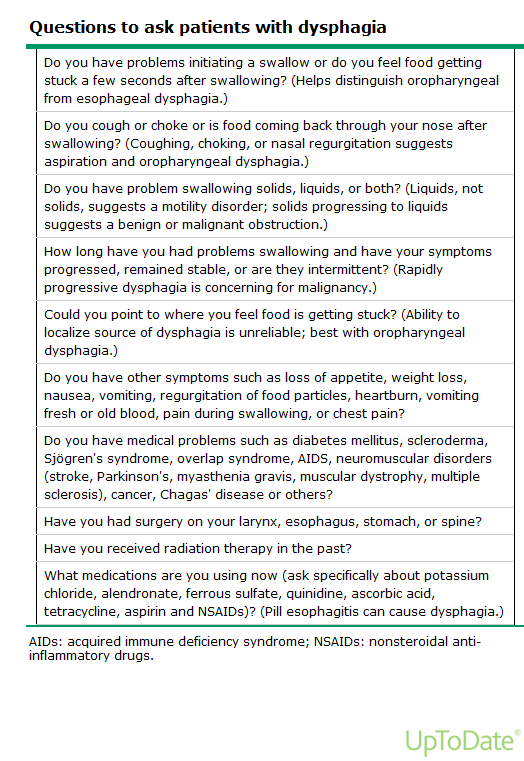 Questions to ask patients with dysphagia
Do you have problems initiating a swallow or do you feel food getting
stuck a few seconds after swallowing? (Helps distinguish oropharyngeal
from esophageal dysphagia.)
Do you cough or choke or is food coming back through your nose after
swallowing? (Coughing, choking, or nasal regurgitation suggests
aspiration and oropharyngeal dysphagia.)
Do you have problem swallowing solids, liquids, or both? (Liquids, not
solids, suggests a motility disorder; solids progressing to liquids
suggests a benign or malignant obstruction.)
How long have you had problems swallowing and have your symptoms
progressed, remained stable, or are they intermittent? (Rapidly
progressive dysphagia is concerning for malignancy.)
Could you point to where you feel food is getting stuck? (Ability to
localize source of dysphagia is unreliable; best with oropharyngeal
dysphagia.)
Do you have other symptoms such as loss of appetite, weight loss,
nausea, vomiting, regurgitation of food particles, heartburn, vomiting
fresh or old blood, pain during swallowing, or chest pain?
Do you have medical problems such as diabetes mellitus, scleroderma,
Sjögren's syndrome, overlap syndrome, AIDS, neuromuscular disorders
(stroke, Parkinson's, myasthenia gravis, muscular dystrophy, multiple
sclerosis), cancer, Chagas' disease or others?
Have you had surgery on your larynx, esophagus, stomach, or spine?
Have you received radiation therapy in the past?
What medications are you using now (ask specifically about potassium
chloride, alendronate, ferrous sulfate, quinidine, ascorbic acid,
tetracycline, aspirin and NSAIDs)? (Pill esophagitis can cause dysphagia.)
AIDs: acquired immune deficiency syndrome; NSAIDs: nonsteroidal anti-
inflammatory drugs.
UpToDate®